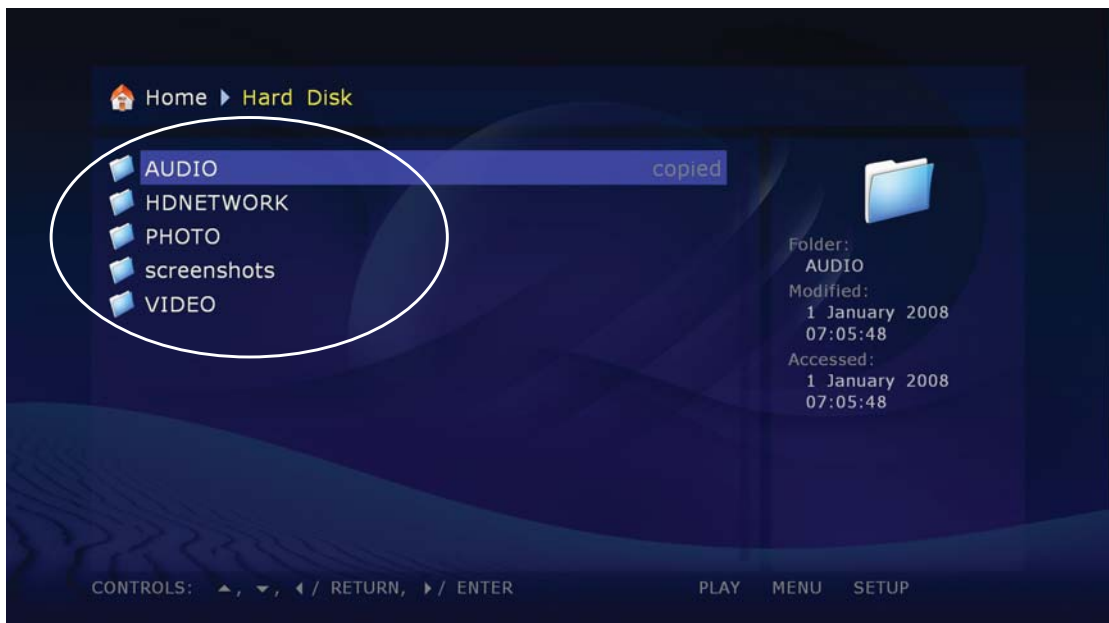 Home Hard Disk
AUDIO copied
HDNETWORK
PHOTO
screenshots
VIDEO
Folder:
AUDIO
Modified:
1 January 2008
07:05:48
Accessed:
1 January 2008
07:05:48
CONTROLS: ▲, ▼, ◀/ RETURN, ▶/ ENTER PLAY MENU SETUP